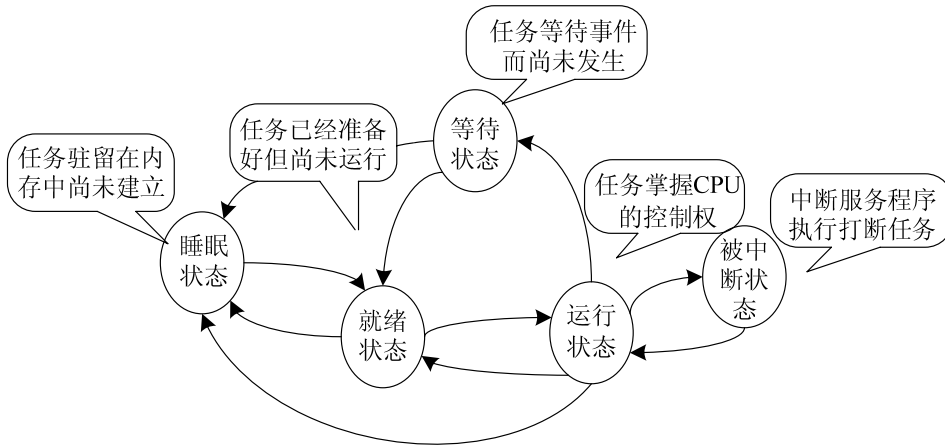 任务等待事件
而尚未发生
等待
状态
任务已经准备
好但尚未运行
任务驻留在内
存中尚未建立
任务掌握CPU
的控制权
中断服务程序
执行打断任务
睡眠
状态
被中
断状
态
就绪
状态
运行
状态